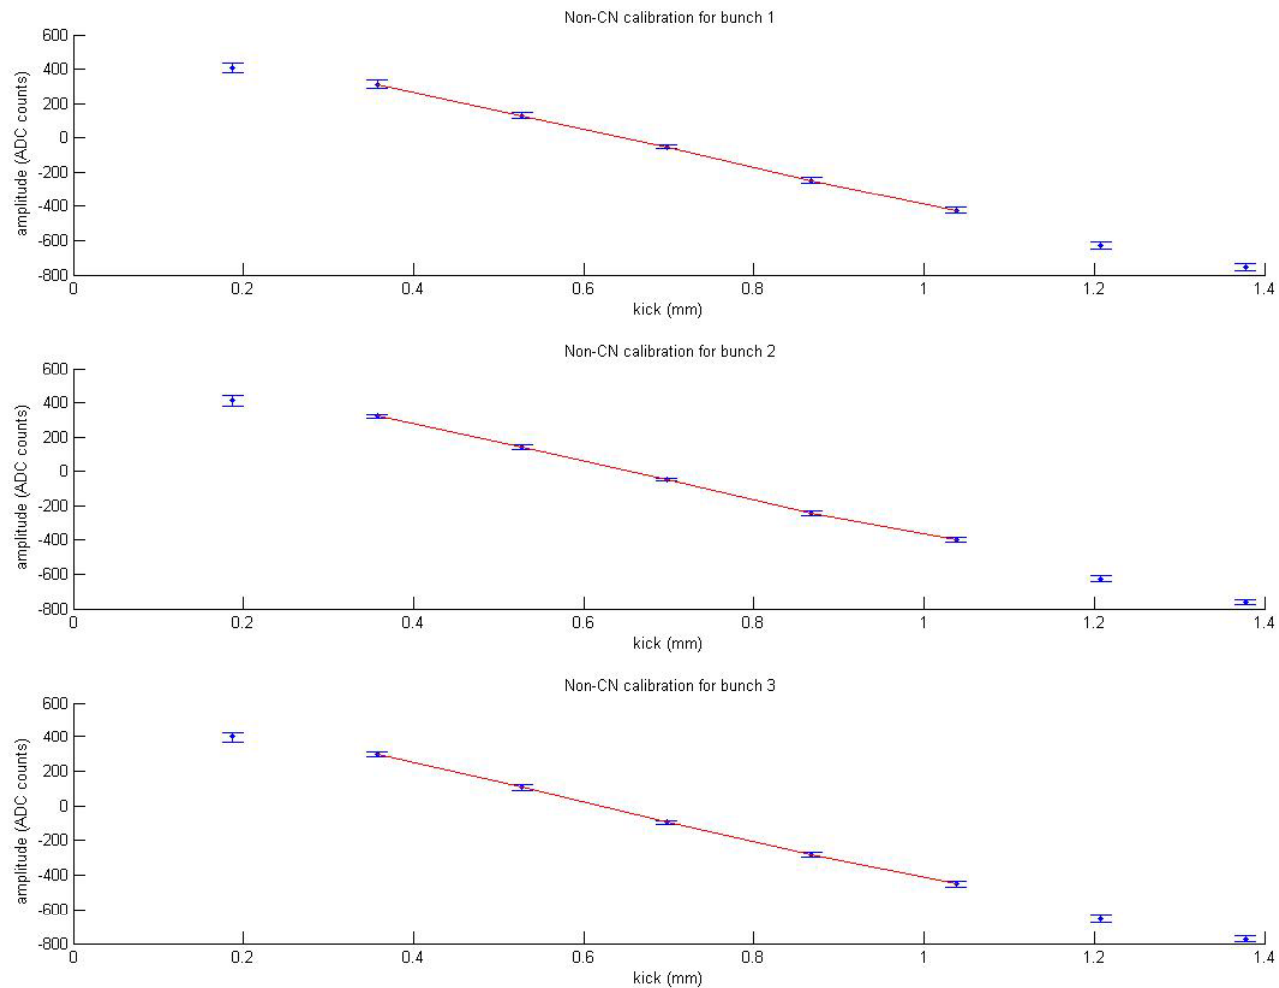 Non-CN calibration for bunch 1
600
400
200
0
-200
-400
-600
-800
amplitude (ADC counts)
0 0.2 0.4 0.6 0.8 1 1.2 1.4
kick (mm)
Non-CN calibration for bunch 2
600
400
200
0
-200
-400
-600
-800
amplitude (ADC counts)
0 0.2 0.4 0.6 0.8 1 1.2 1.4
kick (mm)
Non-CN calibration for bunch 3
600
400
200
0
-200
-400
-600
-800
amplitude (ADC counts)
0 0.2 0.4 0.6 0.8 1 1.2 1.4
kick (mm)